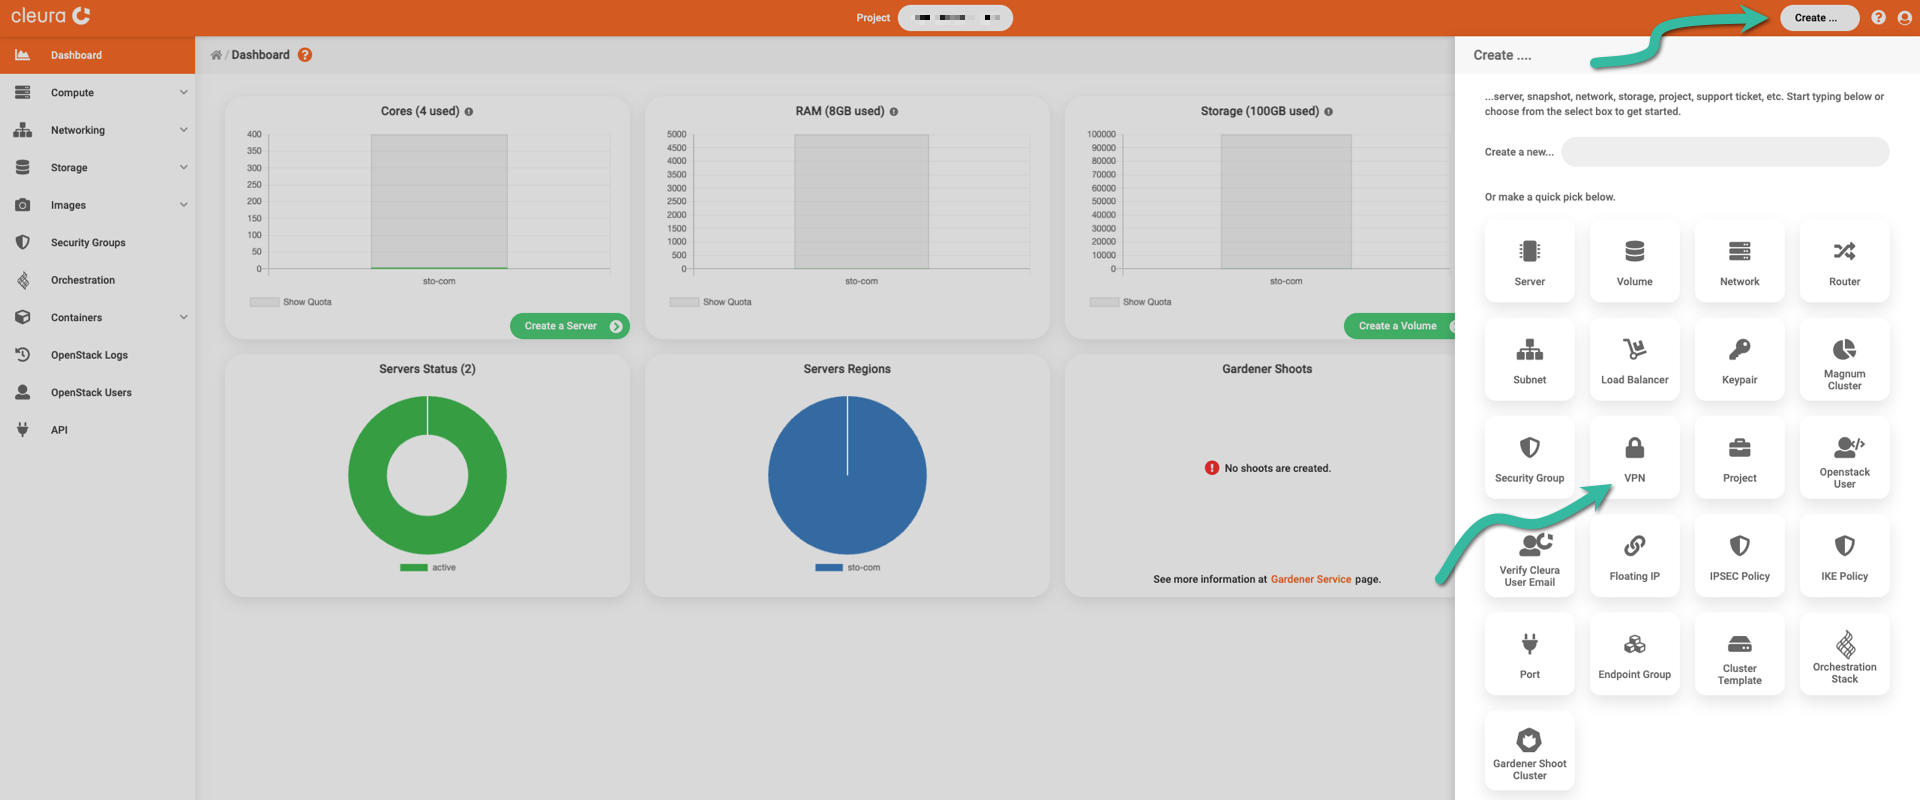 cleura
Project
Create ...
Dashboard
Compute
Networking
Storage
Images
Security Groups
Orchestration
Containers
OpenStack Logs
OpenStack Users
API
/ Dashboard
Cores (4 used)
400
350
300
250
200
150
100
50
0
sto-com
Show Quota
Create a Server
RAM (8GB used)
5000
4500
4000
3500
3000
2500
2000
1500
1000
500
0
sto-com
Show Quota
Storage (100GB used)
100000
90000
80000
70000
60000
50000
40000
30000
20000
10000
0
sto-com
Show Quota
Create a Volume
Servers Status (2)
active
Servers Regions
sto-com
Gardener Shoots
No shoots are created.
See more information at Gardener Service page.
Create ....
...server, snapshot, network, storage, project, support ticket, etc. Start typing below or
choose from the select box to get started.
Create a new...
Or make a quick pick below.
Server
Volume
Network
Router
Subnet
Load Balancer
Keypair
Magnum
Cluster
Security Group
VPN
Project
Openstack
User
Verify Cleura
User Email
Floating IP
IPSEC Policy
IKE Policy
Port
Endpoint Group
Cluster
Template
Orchestration
Stack
Gardener Shoot
Cluster